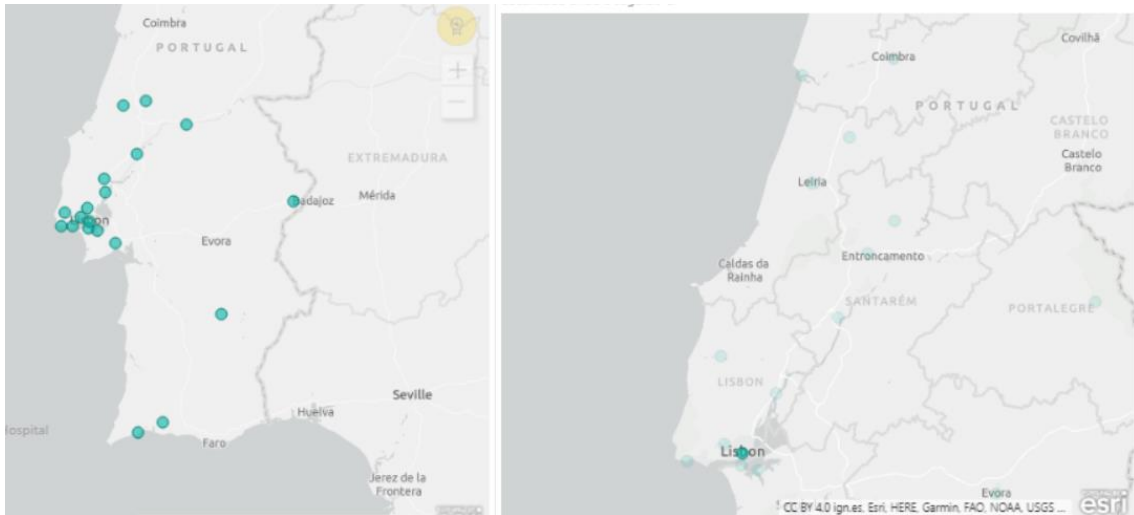 Coimbra
PORTUGAL
EXTREMADURA
Mérida
Badajoz
Lisbon
Evora
Seville
Huelva
Hospital
Faro
Jerez de la
Frontera
Covilhã
Coimbra
PORTUGAL
CASTELO
BRANCO
Castelo
Branco
Leiria
Caldas da
Rainha
Entroncamento
SANTARÉM
PORTALEGRE
LISBON
Lisbon
Evora
CC BY 4.0 ign.es, Esri, HERE, Garmin, FAO, NOAA, USGS ...
esri